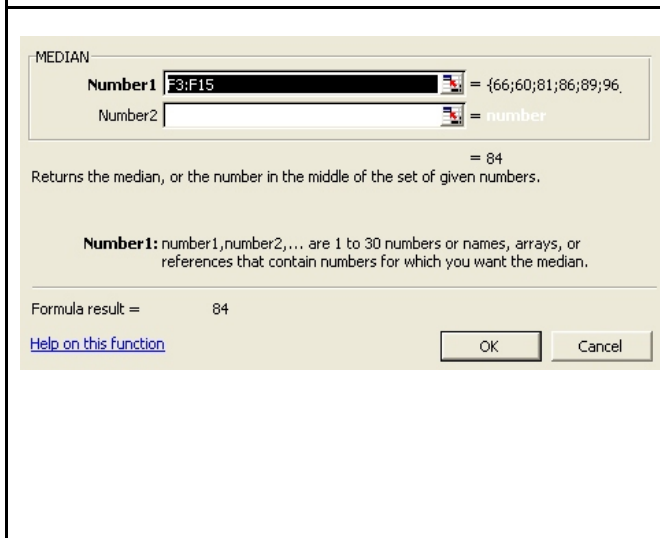 MEDIAN
Number1 F3:F15 = {66;60;81;86;89;96
Number2 = number
= 84
Returns the median, or the number in the middle of the set of given numbers.
Number1: number1,number2,... are 1 to 30 numbers or names, arrays, or
references that contain numbers for which you want the median.
Formula result = 84
Help on this function OK Cancel